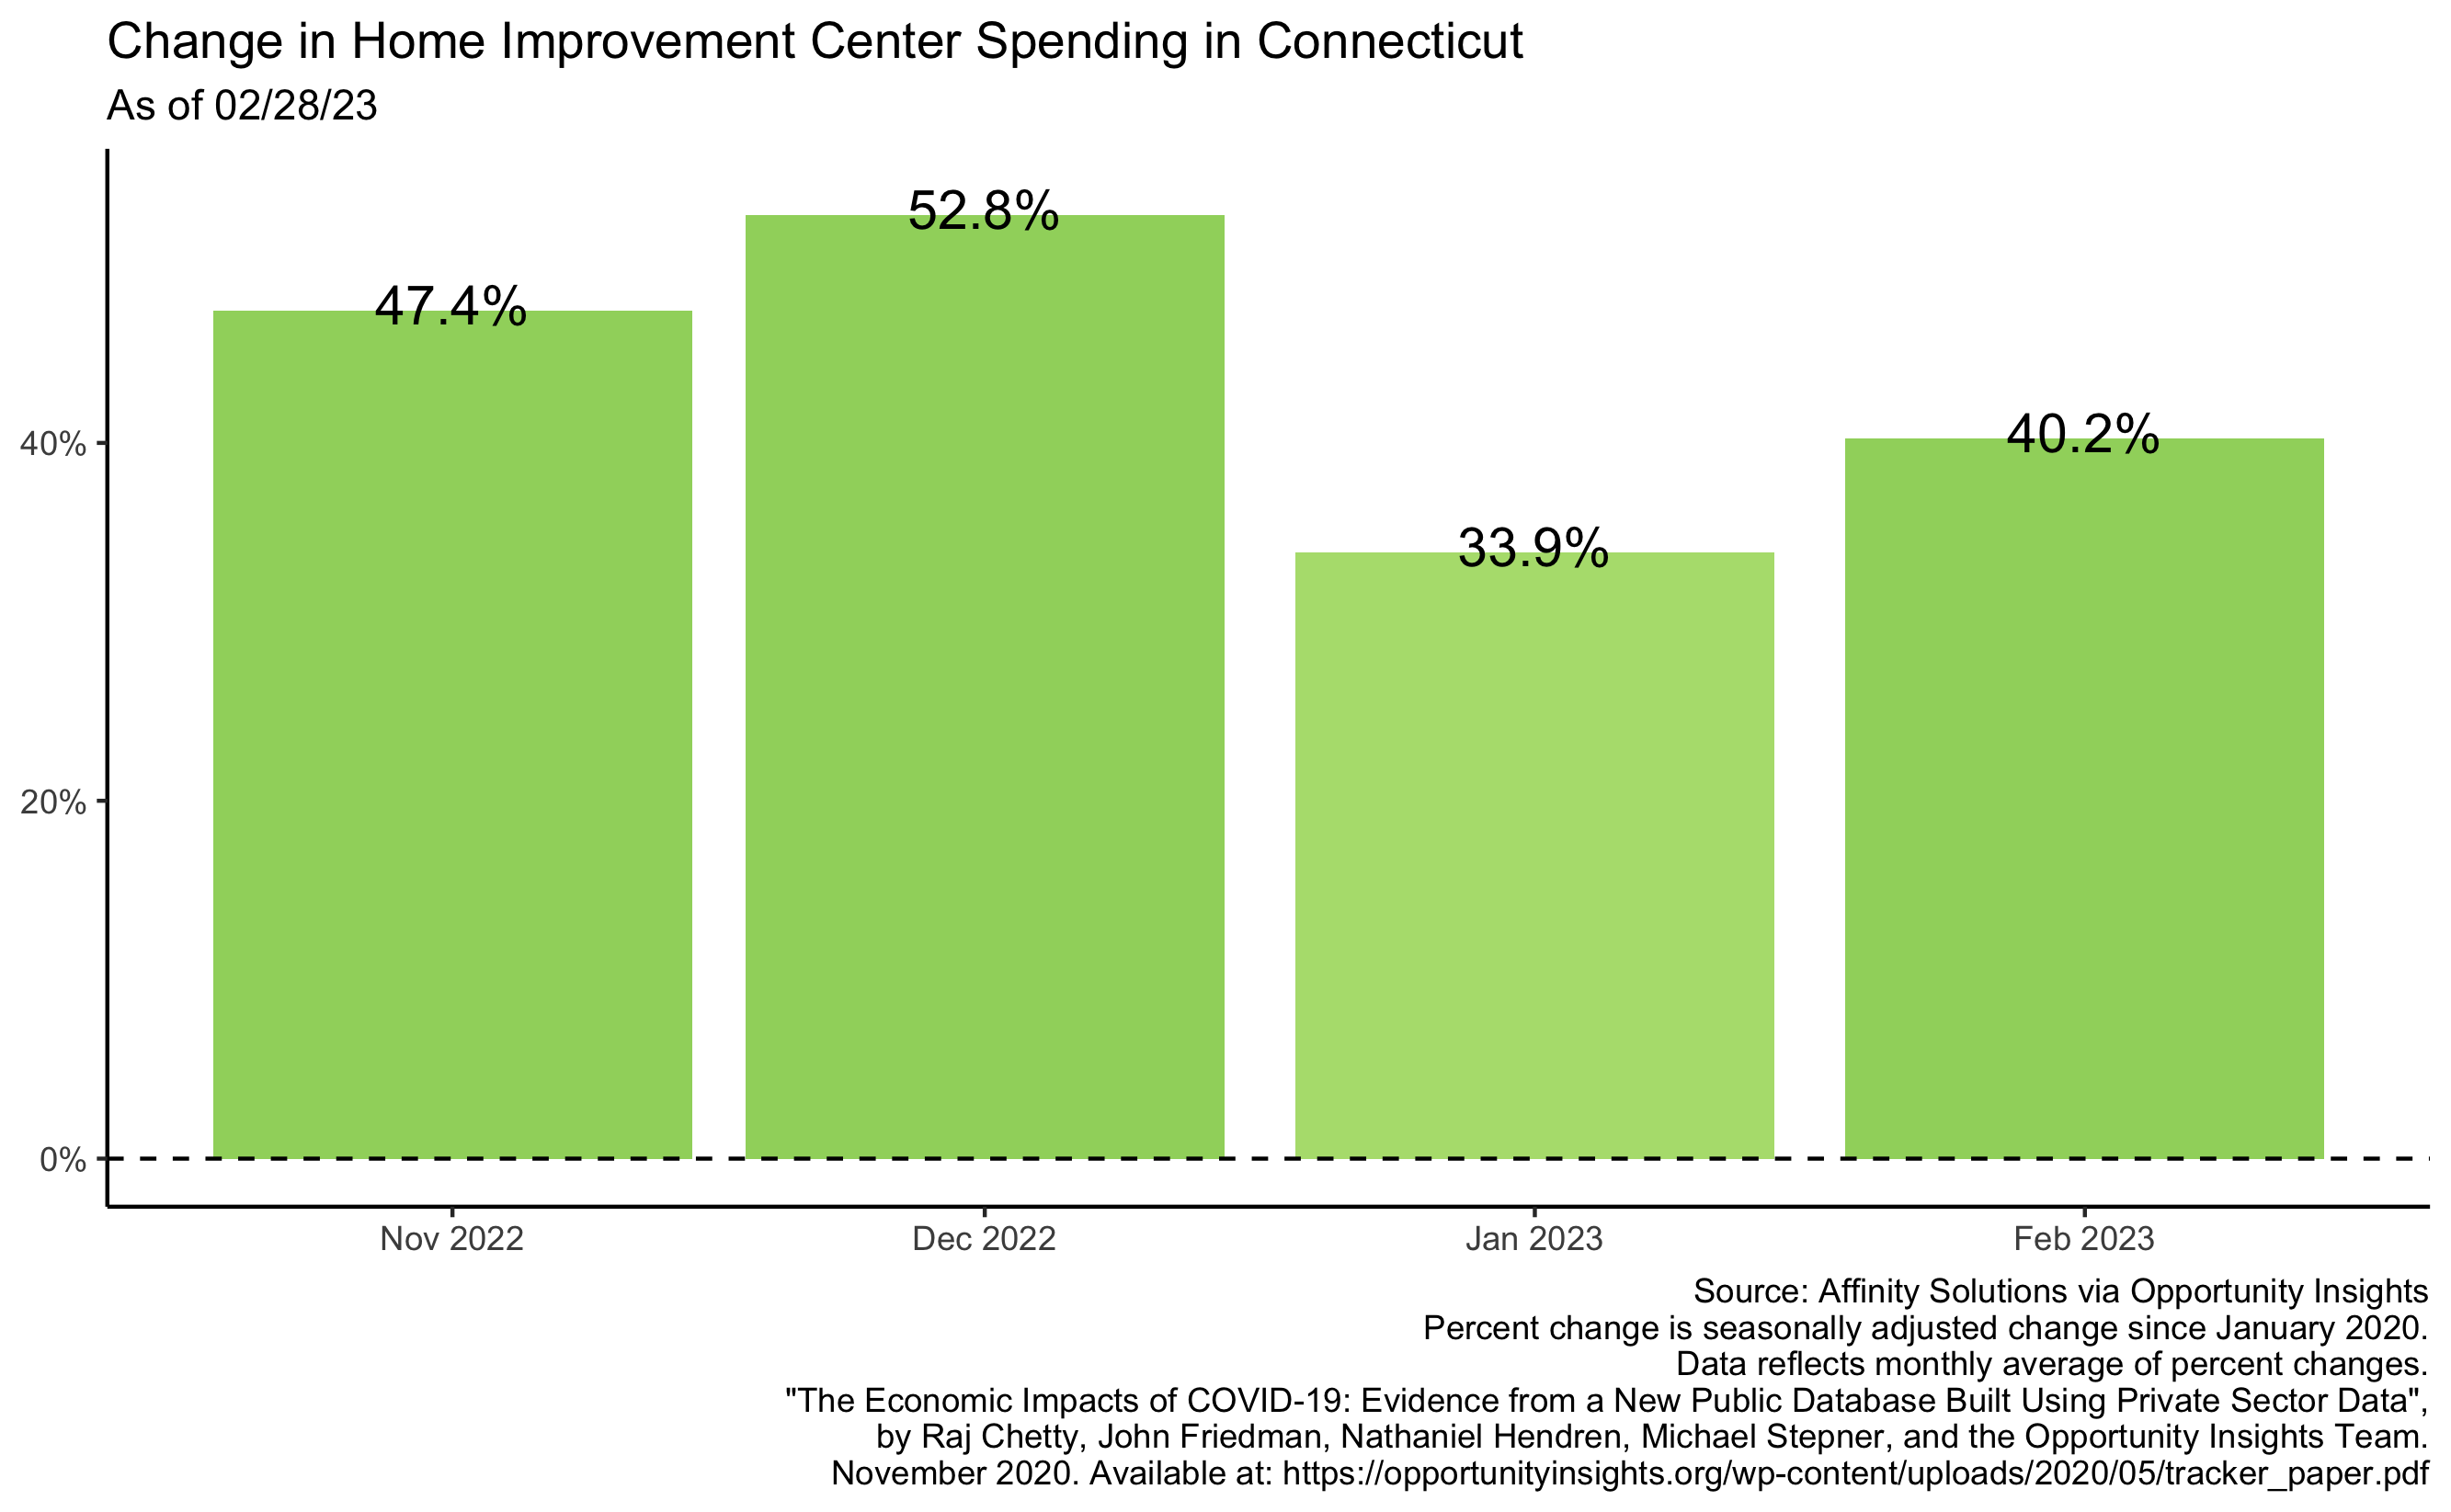 Change in Home Improvement Center Spending in Connecticut
As of 02/28/23
52.8%
47.4%
40.2%
33.9%
40%
20%
0%
Nov 2022
Dec 2022
Jan 2023
Feb 2023
Source: Affinity Solutions via Opportunity Insights
Percent change is seasonally adjusted change since January 2020.
Data reflects monthly average of percent changes.
"The Economic Impacts of COVID-19: Evidence from a New Public Database Built Using Private Sector Data",
by Raj Chetty, John Friedman, Nathaniel Hendren, Michael Stepner, and the Opportunity Insights Team.
November 2020. Available at: https://opportunityinsights.org/wp-content/uploads/2020/05/tracker_paper.pdf